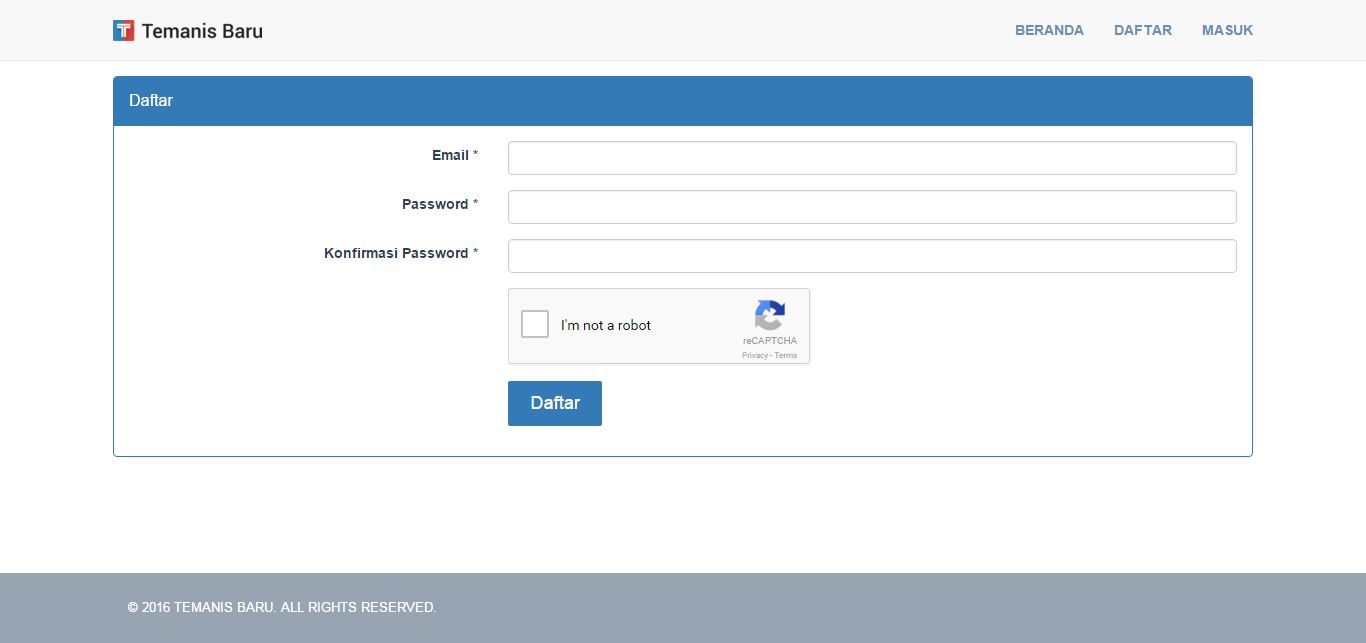 Temanis Baru
BERANDA DAFTAR MASUK
Daftar
Email *
Password *
Konfirmasi Password *
I'm not a robot
reCAPTCHA
Privacy - Terms
Daftar
© 2016 TEMANIS BARU. ALL RIGHTS RESERVED.